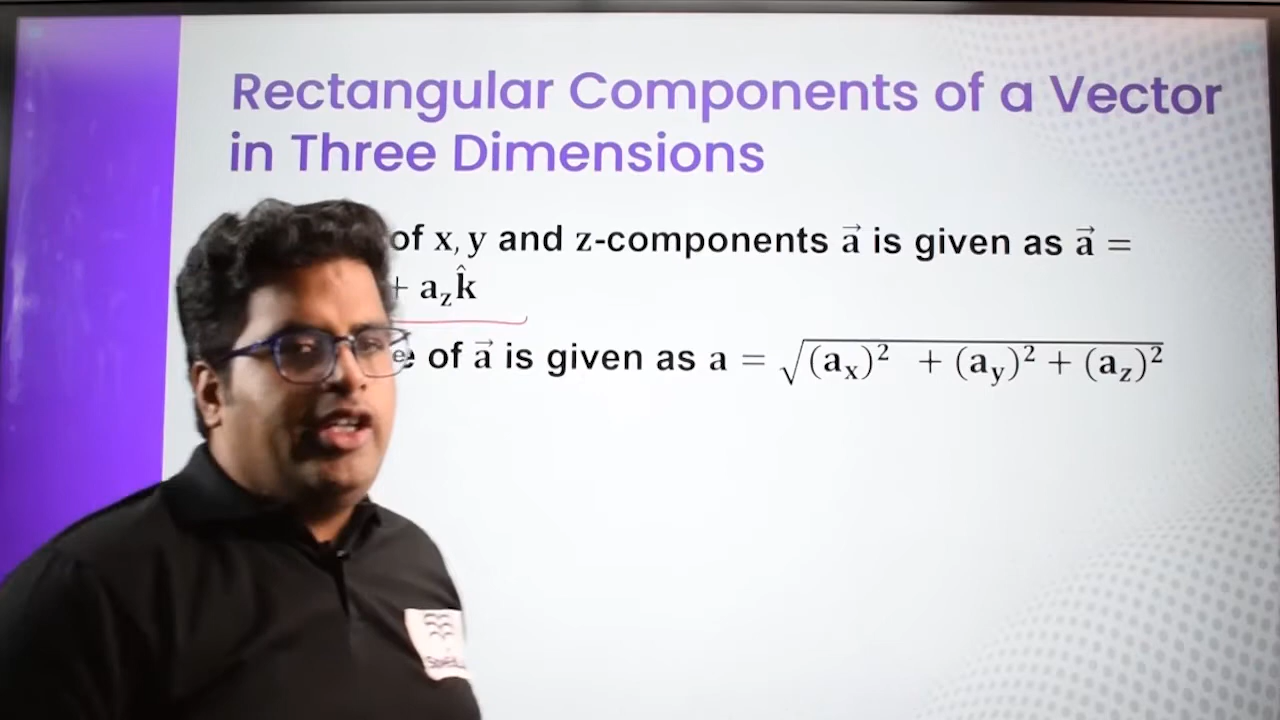 Rectangular Components of a Vector
in Three Dimensions
of x, y and z-components a⃗ is given as a⃗ =
+ a_z k̂
e of a⃗ is given as a = √(a_x)² + (a_y)² + (a_z)²